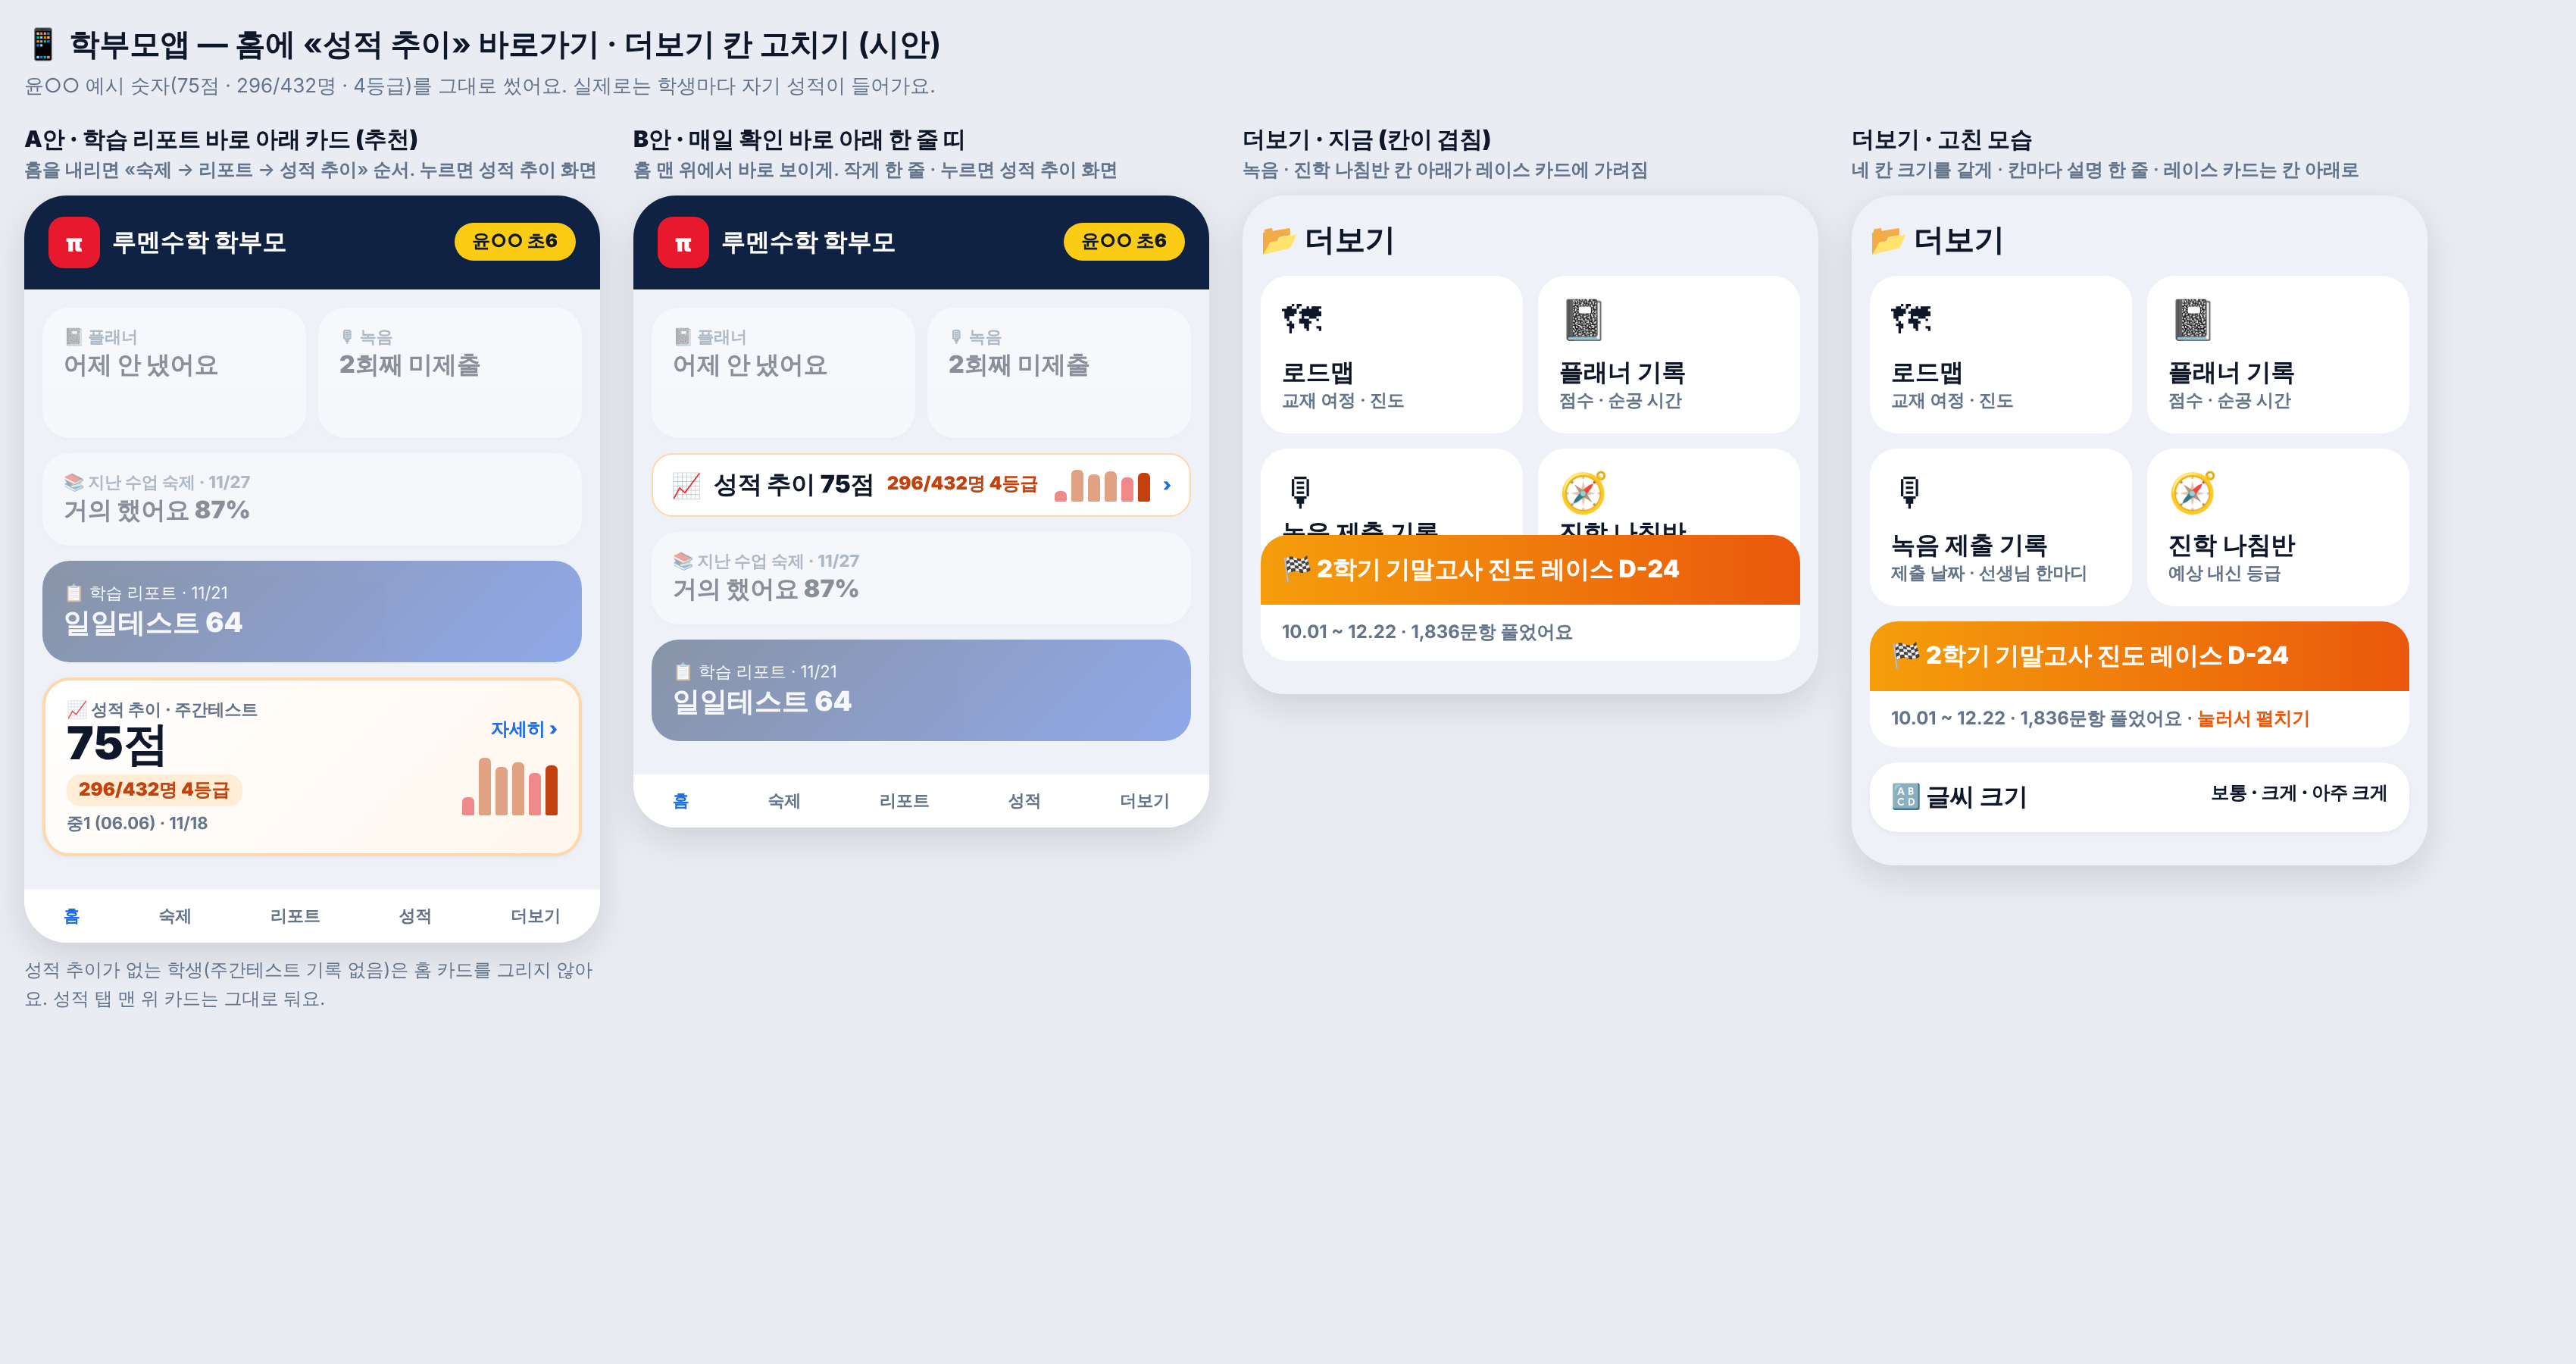 📱 학부모앱 — 홈에 «성적 추이» 바로가기 · 더보기 칸 고치기 (시안)
윤○○ 예시 숫자(75점 · 296/432명 · 4등급)를 그대로 썼어요. 실제로는 학생마다 자기 성적이 들어가요.
A안 · 학습 리포트 바로 아래 카드 (추천)
홈을 내리면 «숙제 → 리포트 → 성적 추이» 순서. 누르면 성적 추이 화면
π 루멘수학 학부모
윤○○ 초6
플래너
어제 안 냈어요
녹음
2회째 미제출
지난 수업 숙제 · 11/27
거의 했어요 87%
학습 리포트 · 11/21
일일테스트 64
성적 추이 · 주간테스트
75점
자세히 ›
296/432명 4등급
중1 (06.06) · 11/18
홈 숙제 리포트 성적 더보기
성적 추이가 없는 학생(주간테스트 기록 없음)은 홈 카드를 그리지 않아
요. 성적 탭 맨 위 카드는 그대로 둬요.
B안 · 매일 확인 바로 아래 한 줄 띠
홈 맨 위에서 바로 보이게. 작게 한 줄 · 누르면 성적 추이 화면
π 루멘수학 학부모
윤○○ 초6
플래너
어제 안 냈어요
녹음
2회째 미제출
성적 추이 75점 296/432명 4등급 ›
지난 수업 숙제 · 11/27
거의 했어요 87%
학습 리포트 · 11/21
일일테스트 64
홈 숙제 리포트 성적 더보기
더보기 · 지금 (칸이 겹침)
녹음 · 진학 나침반 칸 아래가 레이스 카드에 가려짐
더보기
로드맵
교재 여정 · 진도
플래너 기록
점수 · 순공 시간
녹음 제출 기록
진학 나침반
2학기 기말고사 진도 레이스 D-24
10.01 ~ 12.22 · 1,836문항 풀었어요
더보기 · 고친 모습
네 칸 크기를 같게 · 칸마다 설명 한 줄 · 레이스 카드는 칸 아래로
더보기
로드맵
교재 여정 · 진도
플래너 기록
점수 · 순공 시간
녹음 제출 기록
제출 날짜 · 선생님 한마디
진학 나침반
예상 내신 등급
2학기 기말고사 진도 레이스 D-24
10.01 ~ 12.22 · 1,836문항 풀었어요 · 눌러서 펼치기
글씨 크기
보통 · 크게 · 아주 크게